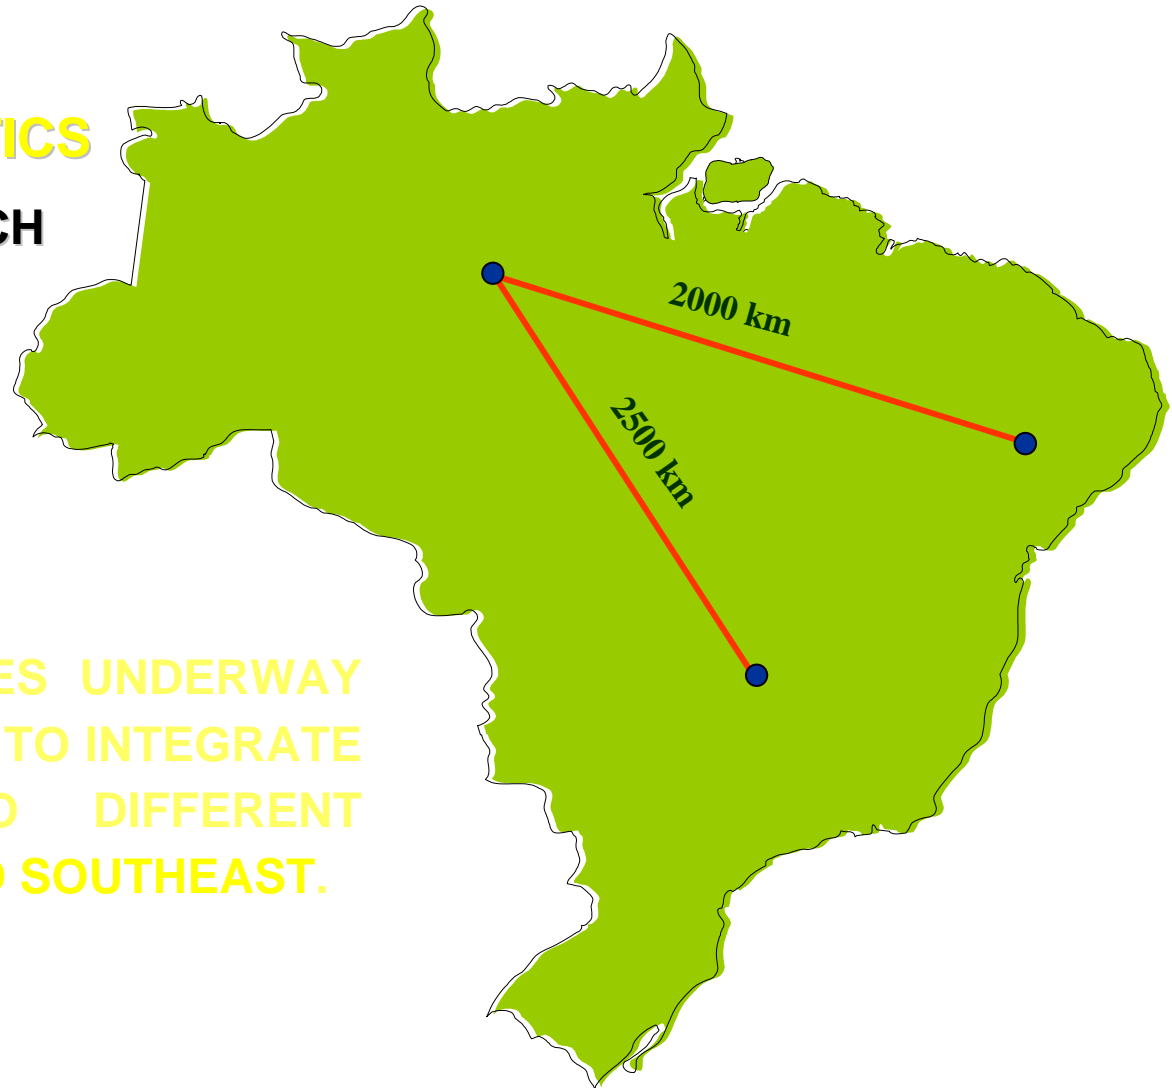 TICS
CH
2000 km
2500 km
ES UNDERWAY
TO INTEGRATE
DIFFERENT
SOUTHEAST.